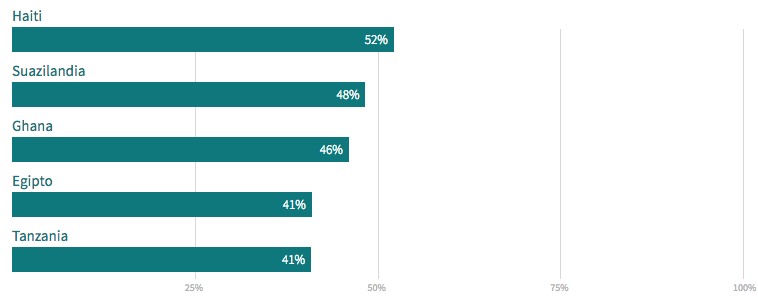 Haiti
52%
Suazilandia
48%
Ghana
46%
Egipto
41%
Tanzania
41%
25% 50% 75% 100%